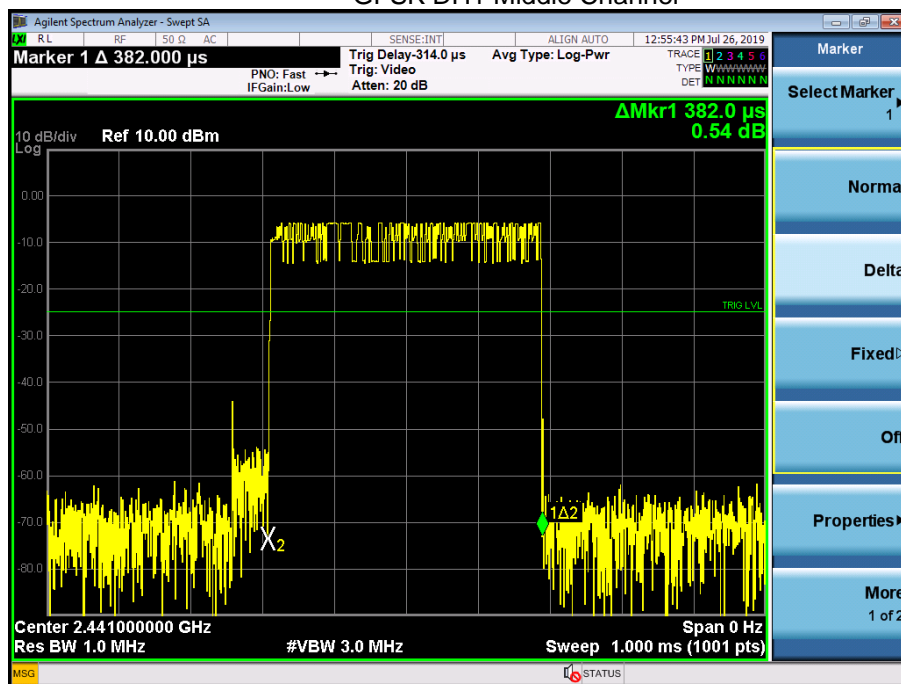 Agilent Spectrum Analyzer - Swept SA
LXI RL RF 50 Ω AC SENSE:INT ALIGN AUTO 12:55:43 PM Jul 26, 2019
Marker 1 Δ 382.000 µs
PNO: Fast
IFGain:Low
Trig Delay-314.0 µs
Trig: Video
Atten: 20 dB
Avg Type: Log-Pwr
TRACE 1 2 3 4 5 6
TYPE WWWWWW
DET N N N N N N
ΔMkr1 382.0 µs
0.54 dB
10 dB/div Ref 10.00 dBm
Log
0.00
-10.0
-20.0
TRIG LVL
-30.0
-40.0
-50.0
-60.0
-70.0
1Δ2
X2
-80.0
Center 2.441000000 GHz Span 0 Hz
Res BW 1.0 MHz #VBW 3.0 MHz Sweep 1.000 ms (1001 pts)
MSG STATUS
Marker
Select Marker
1
Norma
Delta
Fixed
Off
Properties
More
1 of 2